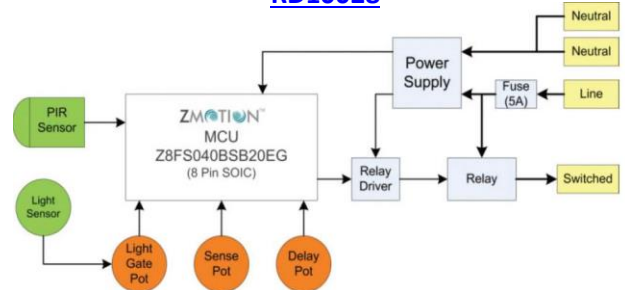 Neutral
Neutral
Power
Supply
Fuse
(5A)
Line
PIR
Sensor
ZMOTION™
MCU
Z8FS040BSB20EG
(8 Pin SOIC)
Relay
Driver
Relay
Switched
Light
Sensor
Light
Gate
Pot
Sense
Pot
Delay
Pot